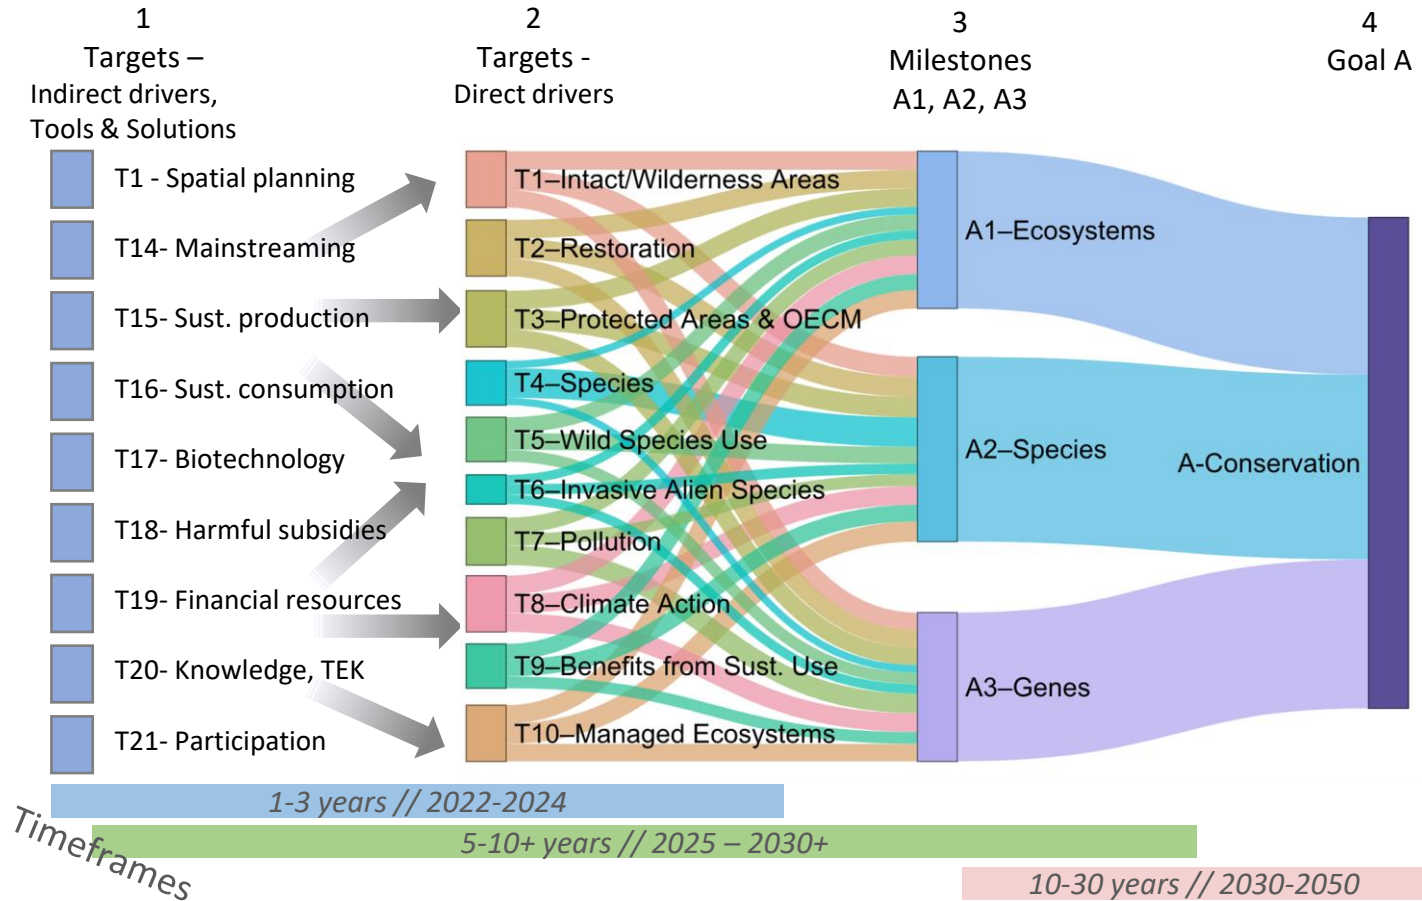 1
Targets –
Indirect drivers,
Tools & Solutions
2
Targets -
Direct drivers
3
Milestones
A1, A2, A3
4
Goal A
T1 - Spatial planning
T14- Mainstreaming
T15- Sust. production
T16- Sust. consumption
T17- Biotechnology
T18- Harmful subsidies
T19- Financial resources
T20- Knowledge, TEK
T21- Participation
T1–Intact/Wilderness Areas
T2–Restoration
T3–Protected Areas & OECM
T4–Species
T5–Wild Species Use
T6–Invasive Alien Species
T7–Pollution
T8–Climate Action
T9–Benefits from Sust. Use
T10–Managed Ecosystems
A1–Ecosystems
A2–Species
A3–Genes
A-Conservation
Timeframes
1-3 years // 2022-2024
5-10+ years // 2025 – 2030+
10-30 years // 2030-2050